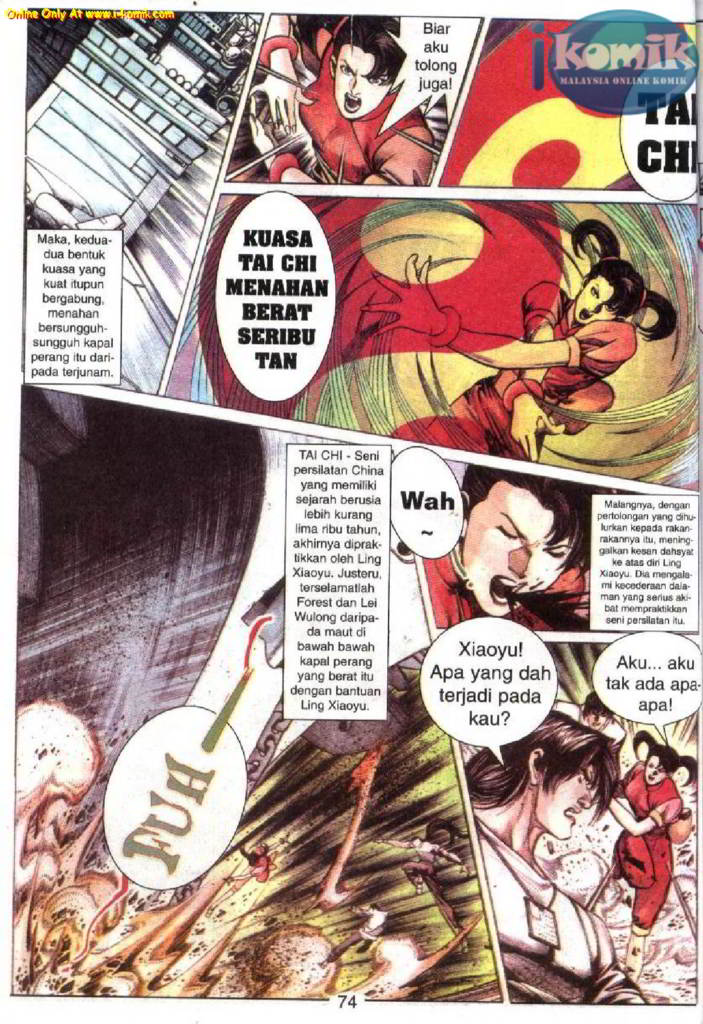 Online Only At www.i-komik.com
ikomik
MALAYSIA ONLINE KOMIK
Biar
aku
tolong
juga!
TAI
CHI
Maka, kedua-
dua bentuk
kuasa yang
kuat itupun
bergabung,
menahan
bersungguh-
sungguh kapal
perang itu dari-
pada terjunam.
KUASA
TAI CHI
MENAHAN
BERAT
SERIBU
TAN
TAI CHI - Seni
persilatan China
yang memiliki
sejarah berusia
lebih kurang
lima ribu tahun,
akhirnya diprak-
tikkan oleh Ling
Xiaoyu. Justeru,
terselamatlah
Forest dan Lei
Wulong daripa-
da maut di
bawah bawah
kapal perang
yang berat itu
dengan bantuan
Ling Xiaoyu.
Wah
~
Malangnya, dengan
pertolongan yang dihu-
lurkan kepada rakan-
rakannya itu, mening-
galkan kesan dahsyat
ke atas diri Ling
Xiaoyu. Dia mengala-
mi kecederaan dala-
man yang serius aki-
bat mempraktikkan
seni persilatan itu.
Xiaoyu!
Apa yang dah
terjadi pada
kau?
Aku... aku
tak ada apa-
apa!
FUH
74